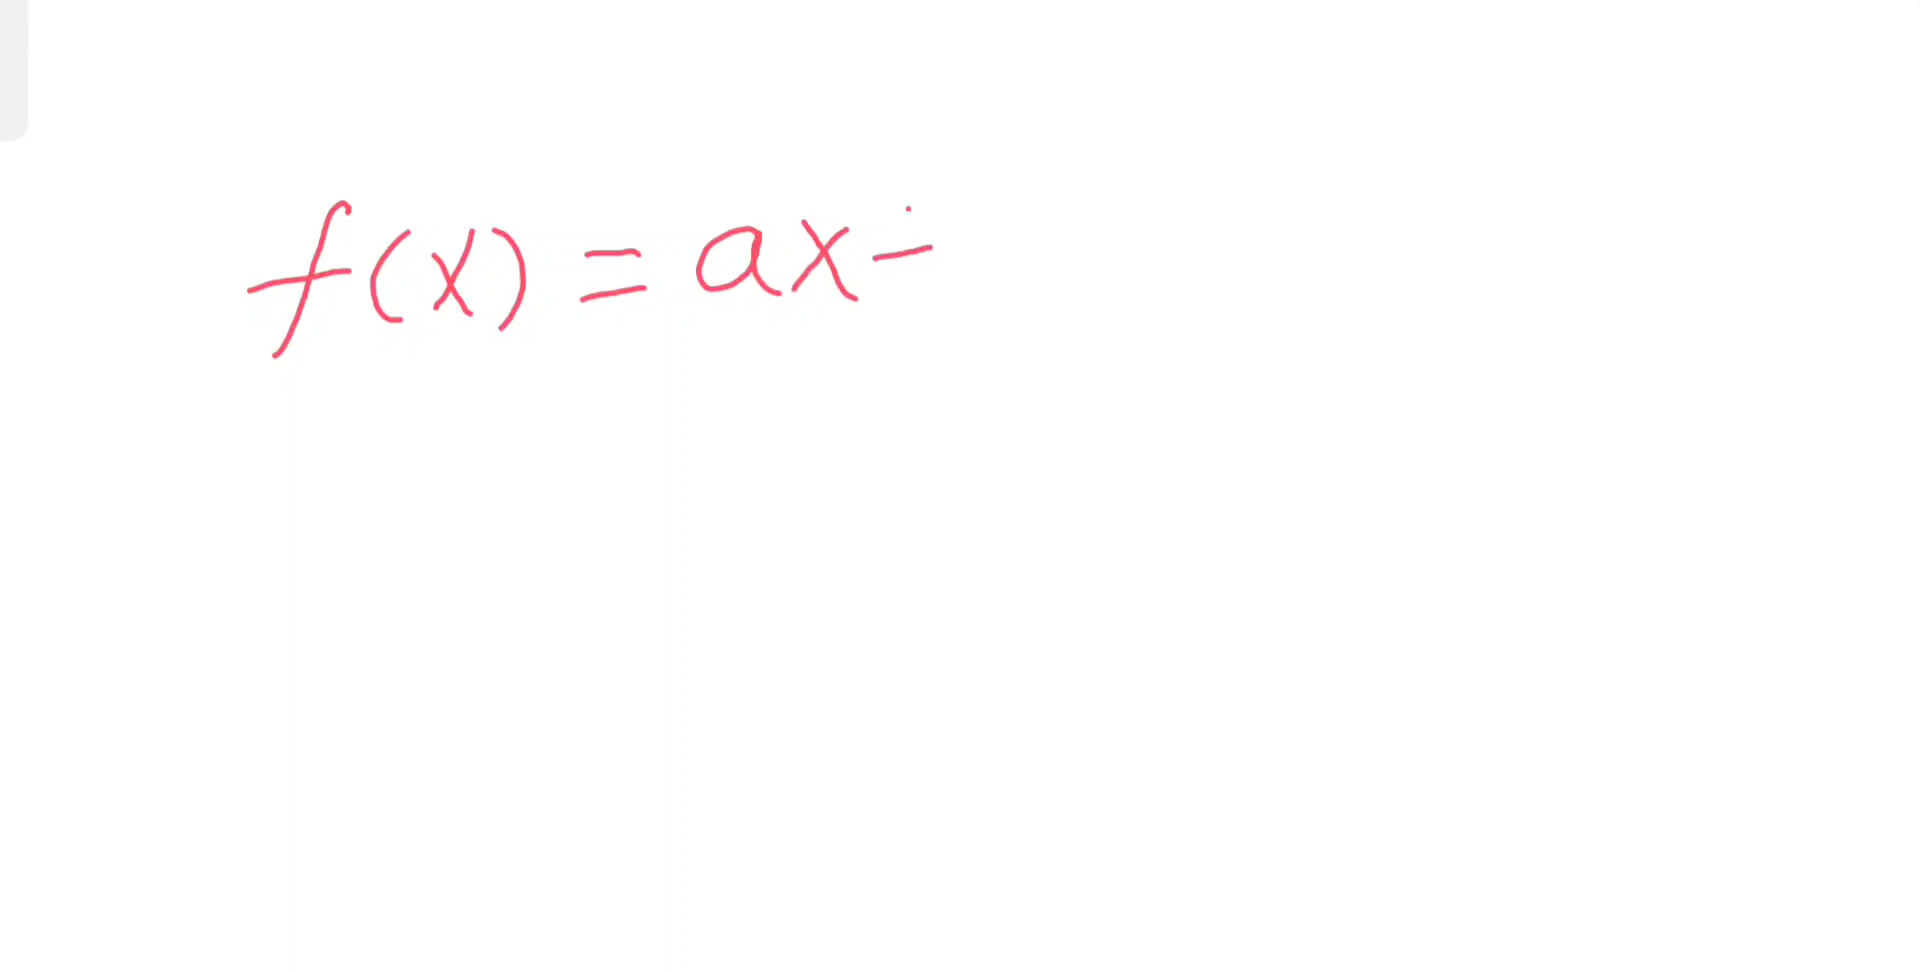 f(x) = ax -